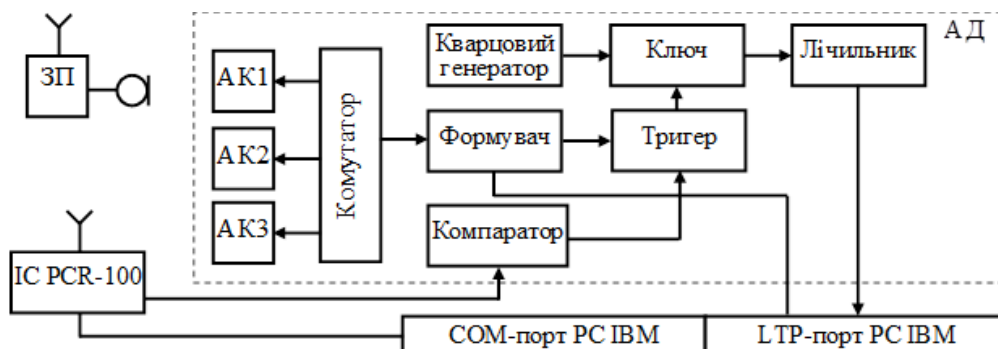 АД
ЗП
АК1
АК2
АК3
Комутатор
Кварцовий
генератор
Ключ
Лічильник
Формувач
Тригер
Компаратор
IC PCR-100
COM-порт PC IBM
LTP-порт PC IBM